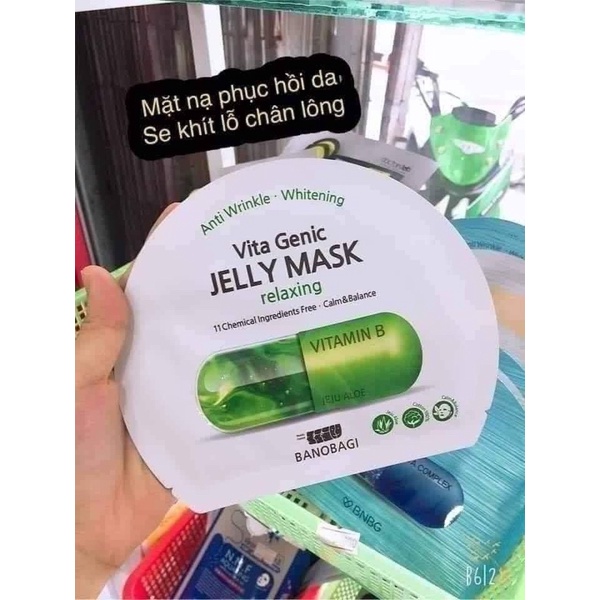 Mặt nạ phục hồi da,
Se khít lỗ chân lông
Anti Wrinkle · Whitening
Vita Genic
JELLY MASK
relaxing
11 Chemical Ingredients Free · Calm&Balance
VITAMIN B
JEJU ALOE
BANOBAGI
A COMPLEX
BNBG
N.M.F
B612